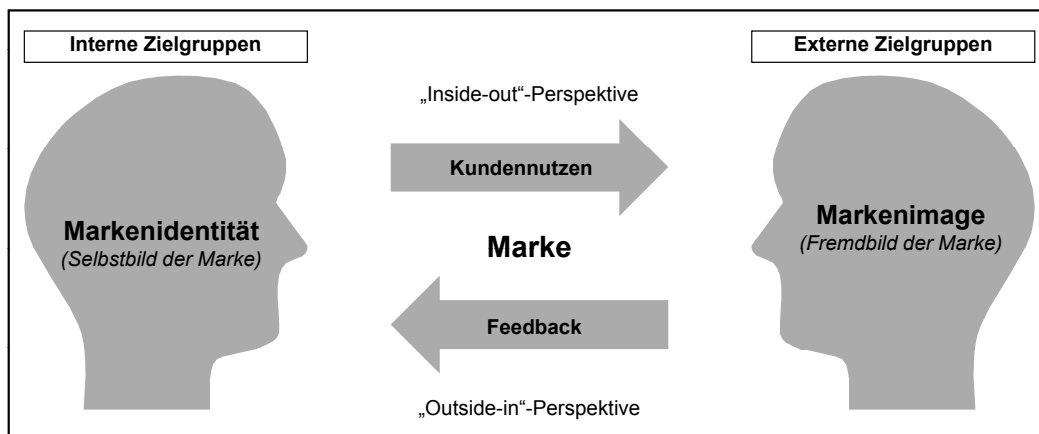 Interne Zielgruppen
Externe Zielgruppen
„Inside-out“-Perspektive
Kundennutzen
Markenidentität
(Selbstbild der Marke)
Marke
Markenimage
(Fremdbild der Marke)
Feedback
„Outside-in“-Perspektive